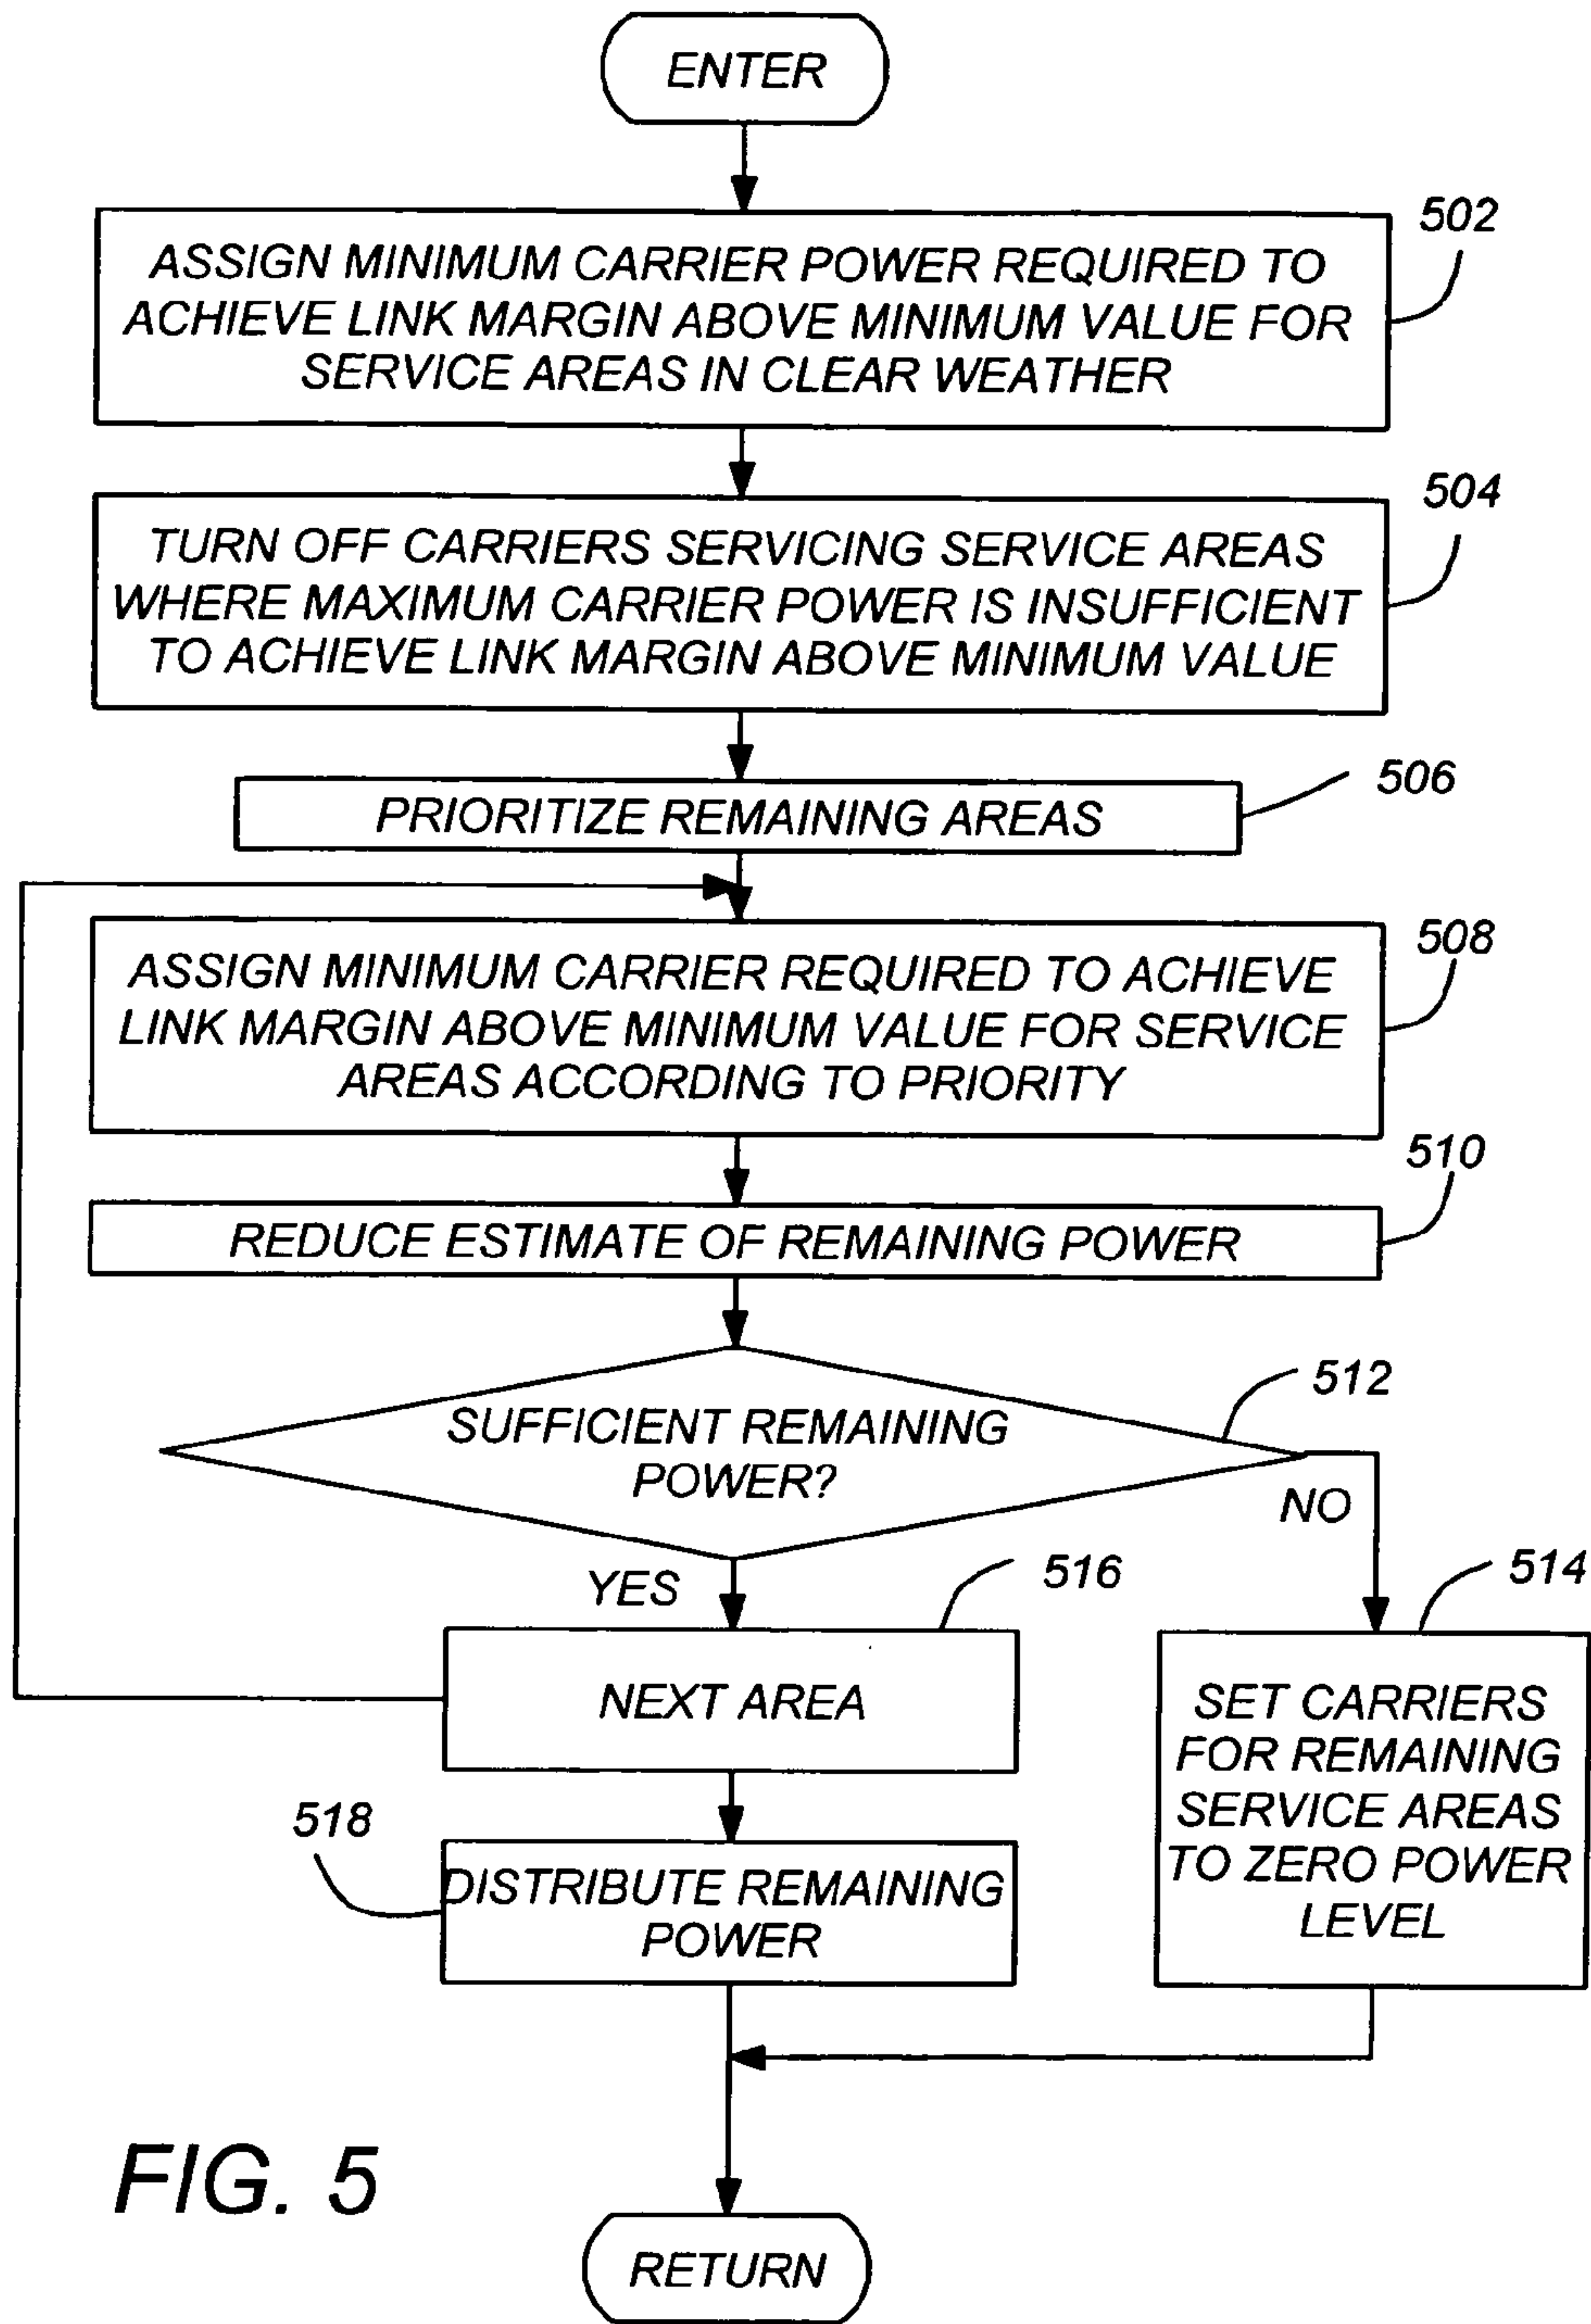 ENTER
502
ASSIGN MINIMUM CARRIER POWER REQUIRED TO
ACHIEVE LINK MARGIN ABOVE MINIMUM VALUE FOR
SERVICE AREAS IN CLEAR WEATHER
504
TURN OFF CARRIERS SERVICING SERVICE AREAS
WHERE MAXIMUM CARRIER POWER IS INSUFFICIENT
TO ACHIEVE LINK MARGIN ABOVE MINIMUM VALUE
506
PRIORITIZE REMAINING AREAS
508
ASSIGN MINIMUM CARRIER REQUIRED TO ACHIEVE
LINK MARGIN ABOVE MINIMUM VALUE FOR SERVICE
AREAS ACCORDING TO PRIORITY
510
REDUCE ESTIMATE OF REMAINING POWER
512
SUFFICIENT REMAINING
POWER?
NO
YES
516
514
NEXT AREA
SET CARRIERS
FOR REMAINING
SERVICE AREAS
TO ZERO POWER
LEVEL
518
DISTRIBUTE REMAINING
POWER
FIG. 5
RETURN